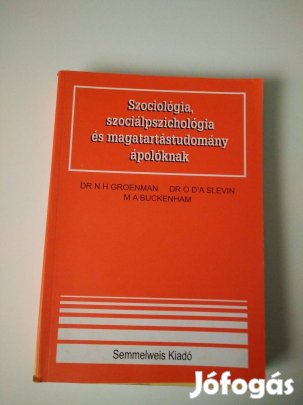 Szociológia,
szociálpszichológia
és magatartástudomány
ápolóknak
DR N H GROENMAN DR O D'A SLEVIN
M A BUCKENHAM
Semmelweis Kiadó
Jófogás